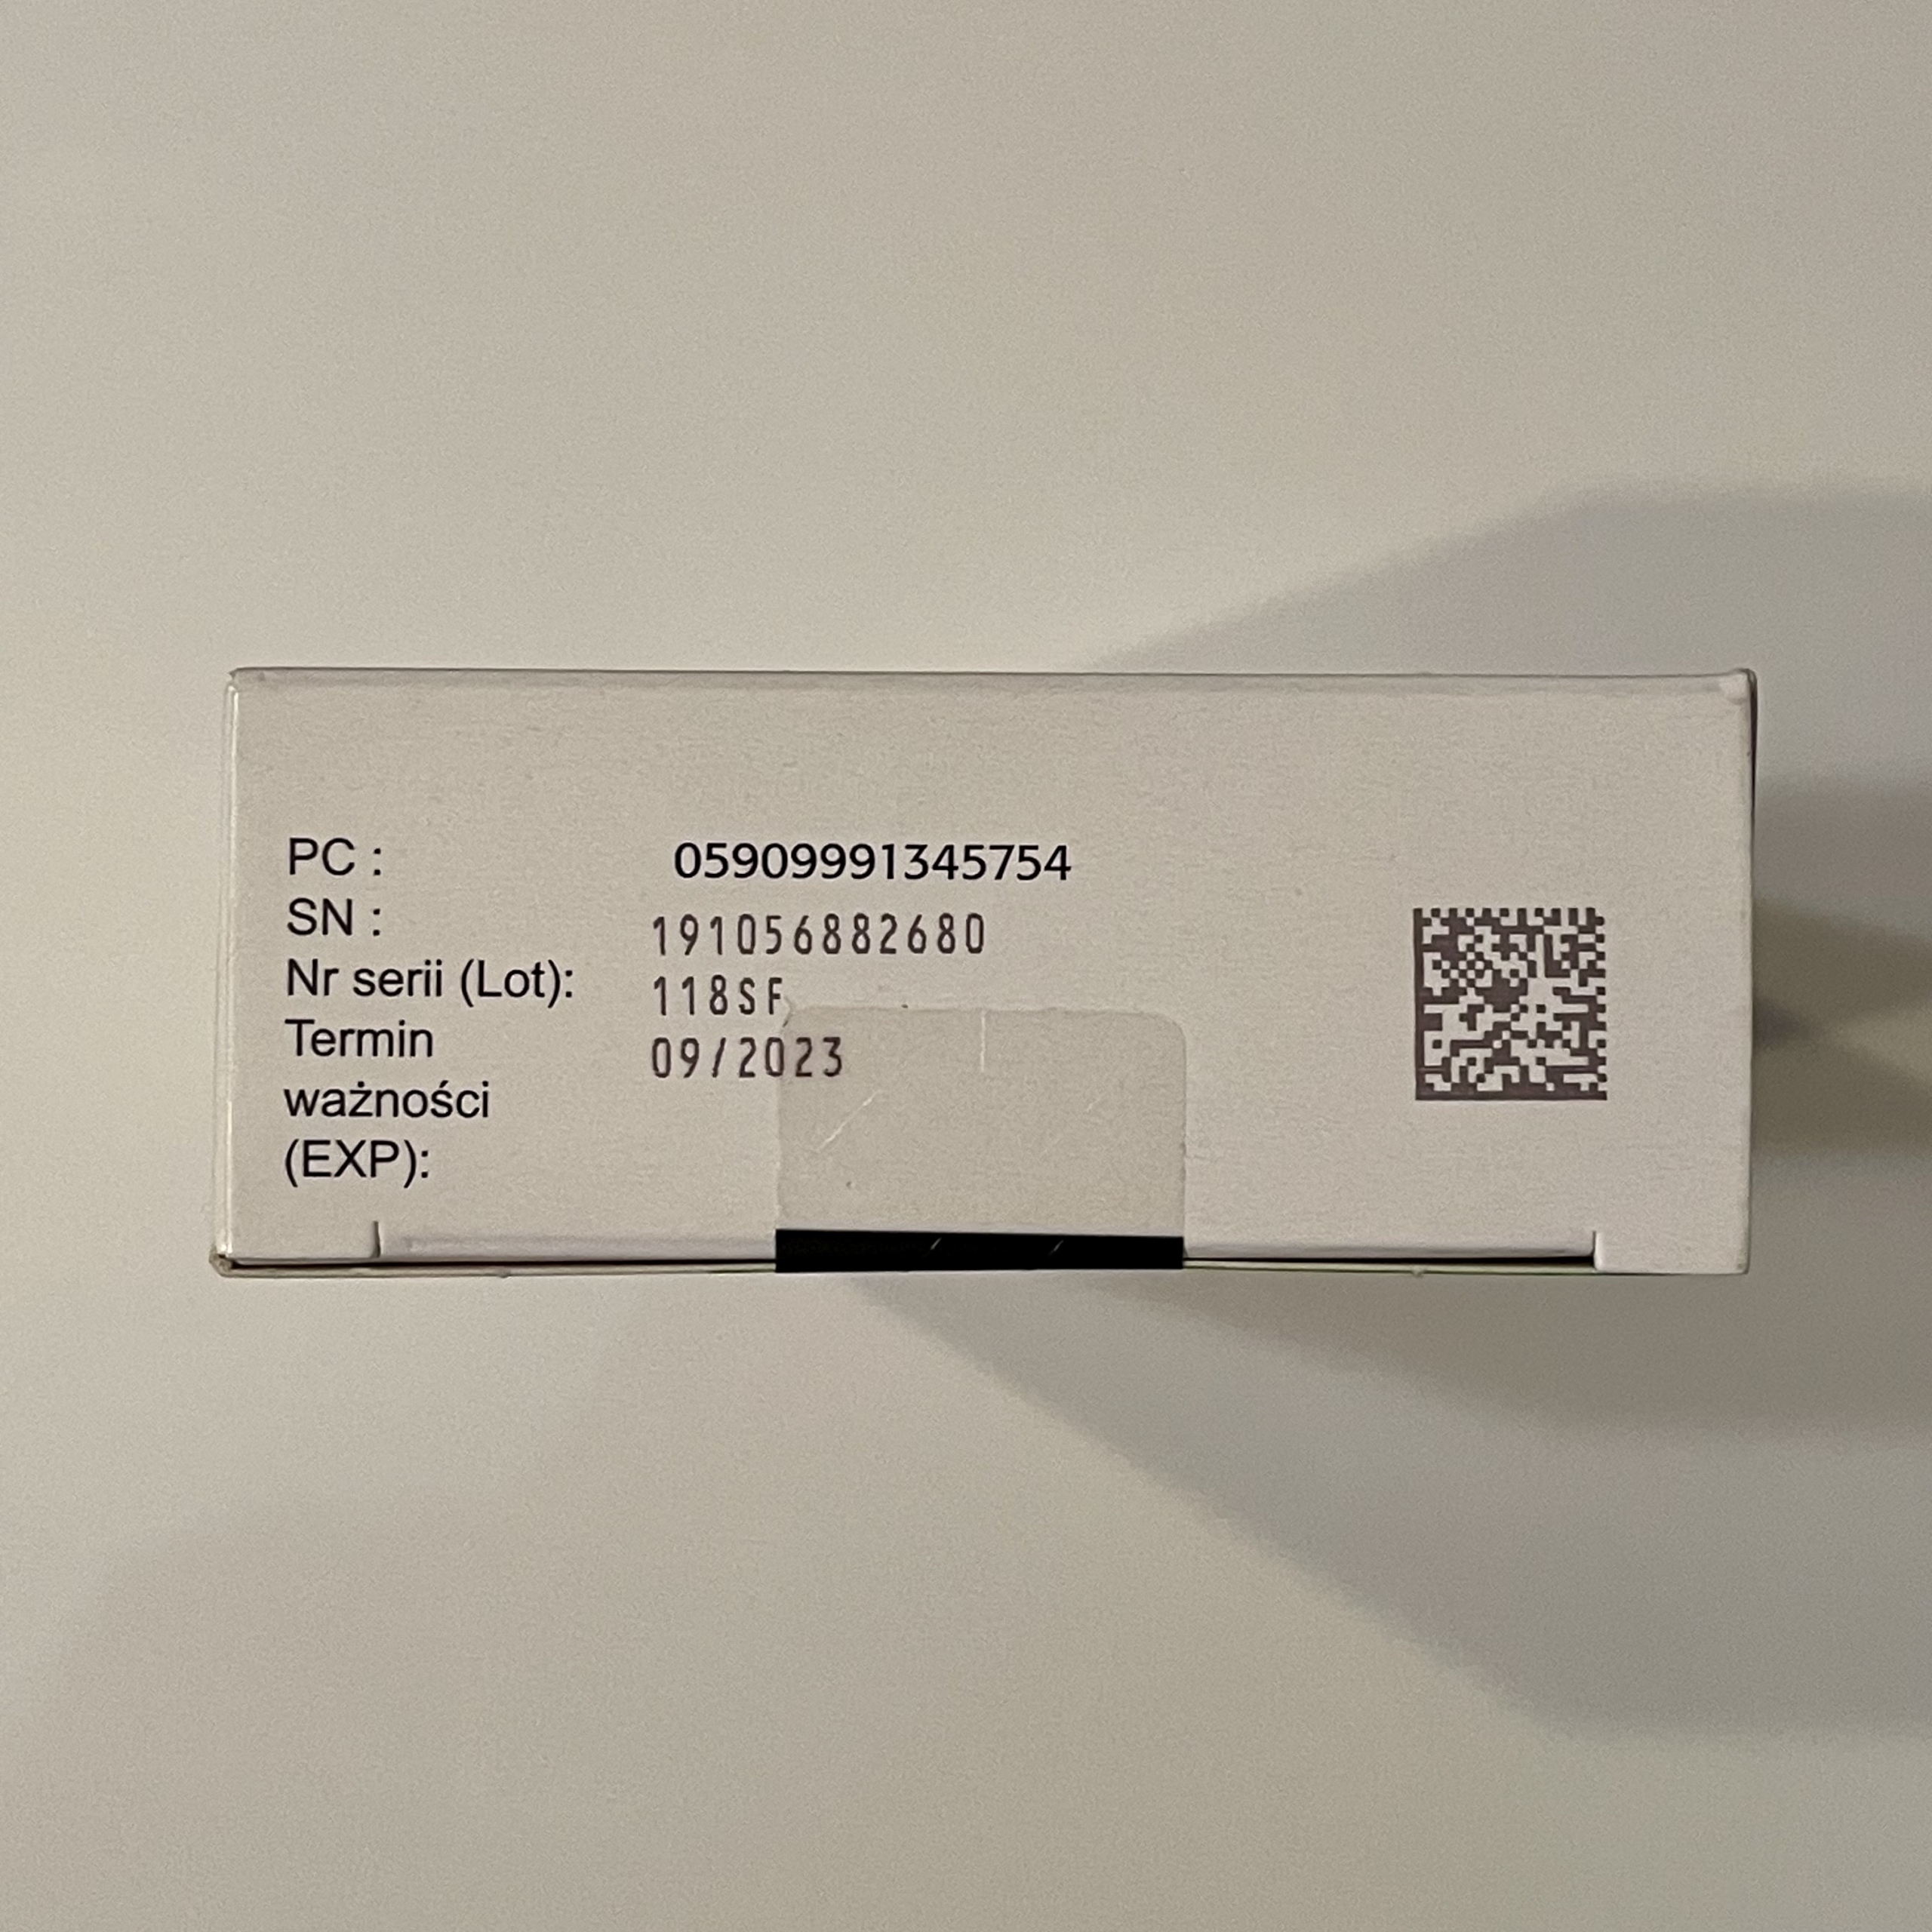 PC : 05909991345754
SN : 191056882680
Nr serii (Lot): 118SF
Termin 09/2023
ważności
(EXP):